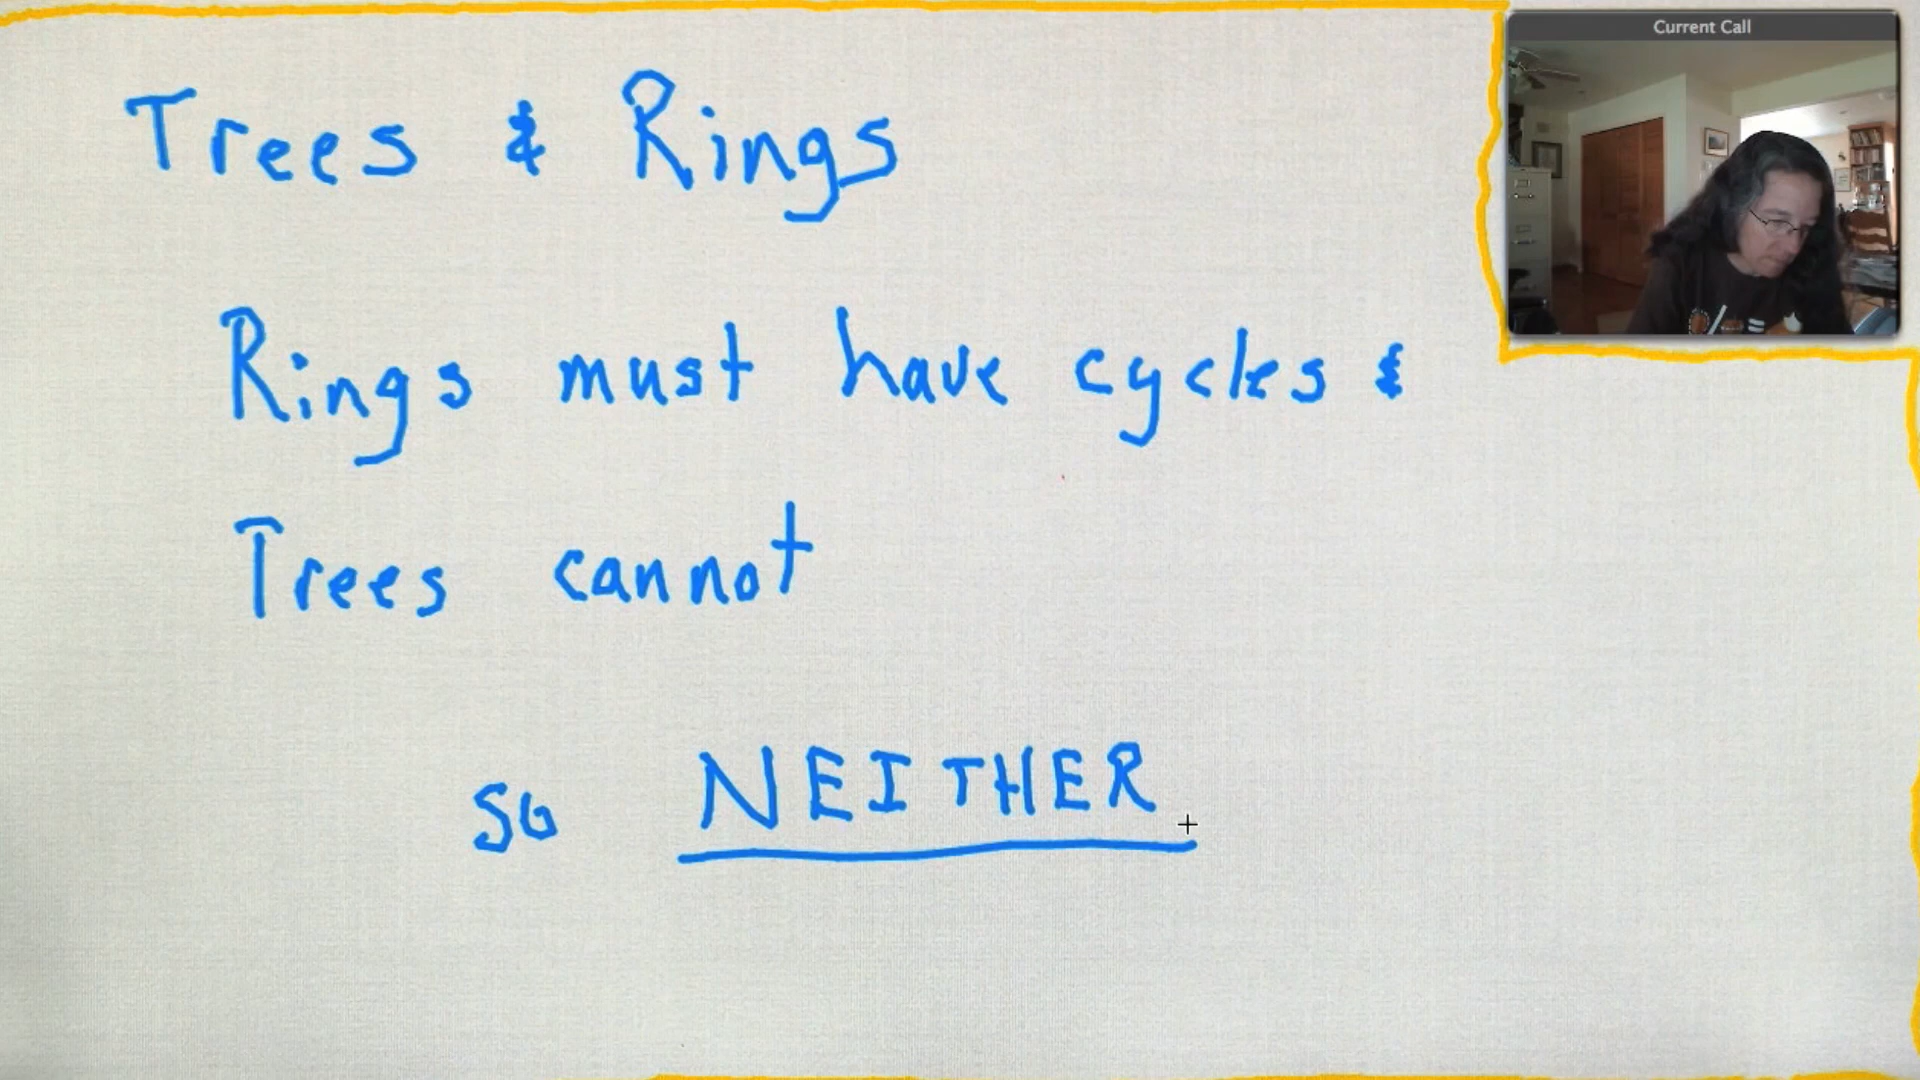 Current Call
Trees & Rings
Rings must have cycles &
Trees cannot
so NEITHER